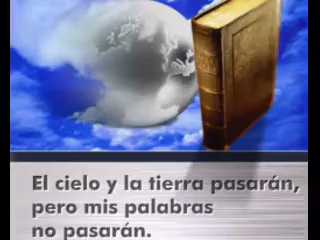 El cielo y la tierra pasarán,
pero mis palabras
no pasarán.